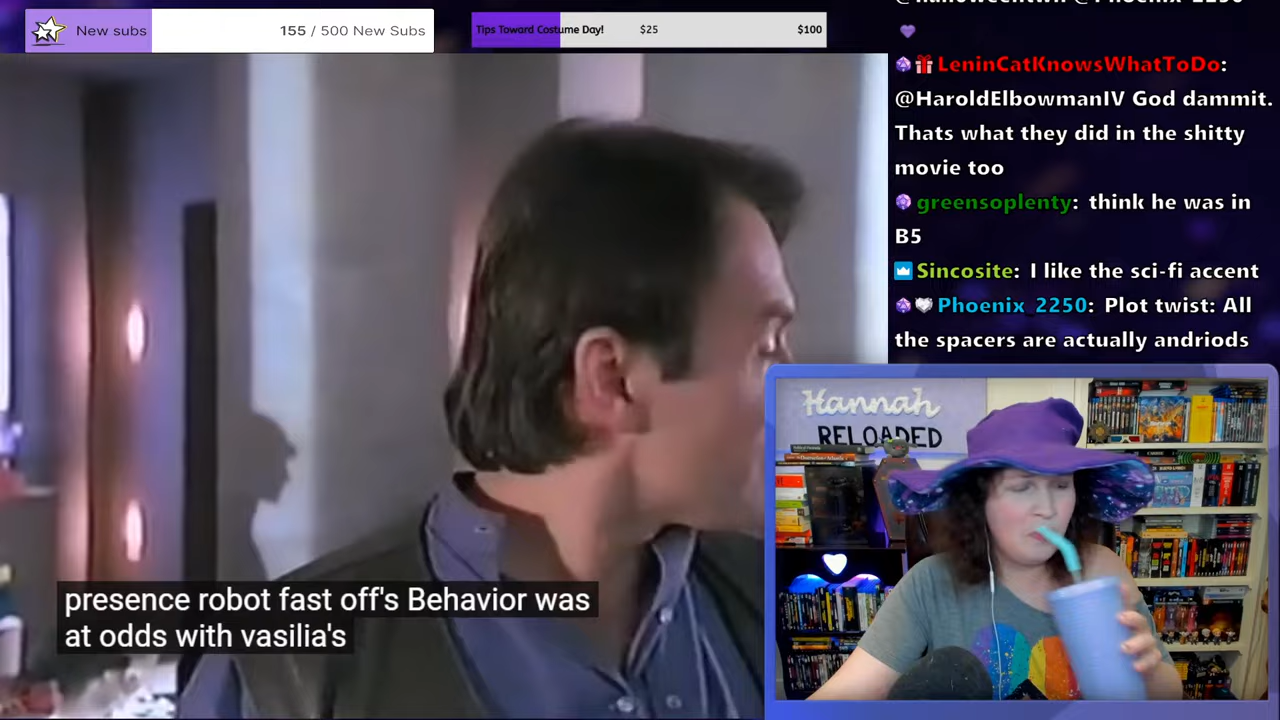 New subs
155 / 500 New Subs
Tips Toward Costume Day!
$25
$100
LeninCatKnowsWhatToDo:
@HaroldElbowmanIV God dammit.
Thats what they did in the shitty
movie too
greensoplenty: think he was in
B5
Sincosite: I like the sci-fi accent
Phoenix_2250: Plot twist: All
the spacers are actually andriods
Hannah
RELOADED
presence robot fast off's Behavior was
at odds with vasilia's